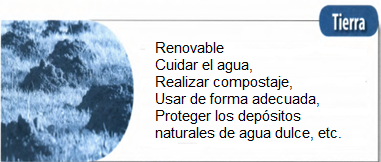 Tierra
Renovable
Cuidar el agua,
Realizar compostaje,
Usar de forma adecuada,
Proteger los depósitos
naturales de agua dulce, etc.